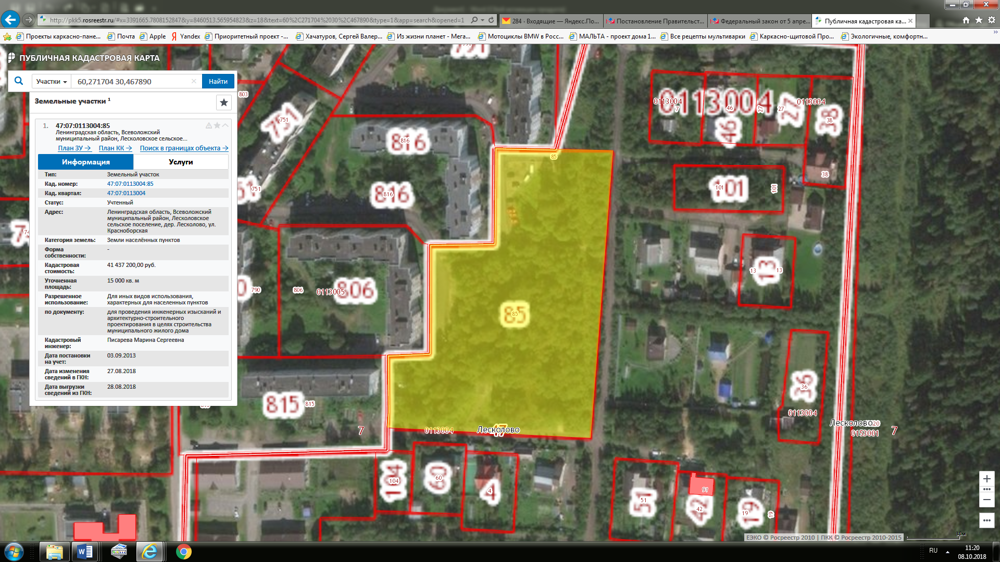 http://pkk5.rosreestr.ru/#x=3391665.7808152847&y=8460513.565954823&z=18&text=60%2C271704%2030%2C467890&type=1&app=search&opened=1
284 · Входящие — Яндекс.По...
Постановление Правительст...
Федеральный закон от 5 апре...
Публичная кадастровая ка...
Проекты каркасно-пане...
Почта
Apple
Yandex
Приоритетный проект -...
Хачатуров, Сергей Валер...
Из жизни планет - Мега...
Мотоциклы BMW в Росс...
МАЛЬТА - проект дома 1...
Все рецепты мультиварки
Каркасно-щитовой Про...
Экологичные, комфортн...
ПУБЛИЧНАЯ КАДАСТРОВАЯ КАРТА
Участки
60,271704 30,467890
Найти
Земельные участки 1
1. 47:07:0113004:85
Ленинградская область, Всеволожский
муниципальный район, Лесколовское сельское...
План ЗУ → План КК → Поиск в границах объекта →
Информация Услуги
Тип: Земельный участок
Кад. номер: 47:07:0113004:85
Кад. квартал: 47:07:0113004
Статус: Учтенный
Адрес: Ленинградская область, Всеволожский
муниципальный район, Лесколовское
сельское поселение, дер. Лесколово, ул.
Красноборская
Категория земель: Земли населённых пунктов
Форма
собственности: -
Кадастровая
стоимость: 41 437 200,00 руб.
Уточненная
площадь: 15 000 кв. м
Разрешенное
использование: Для иных видов использования,
характерных для населенных пунктов
по документу: для проведения инженерных изысканий и
архитектурно-строительного
проектирования в целях строительства
муниципального жилого дома
Кадастровый
инженер: Писарева Марина Сергеевна
Дата постановки
на учет: 03.09.2013
Дата изменения
сведений в ГКН: 27.08.2018
Дата выгрузки
сведений из ГКН: 28.08.2018
791
803
751
751
751
816
816
816
816
85
85
85
790
806
806
0113005
815
815
7
0113004
Лесколово
47
0113004
0113004
7
46
46
27
27
27
0113004
38
38
38
101
101
101
13
13
13
36
36
0113004
Лесколово
20
0153001
7
104
104
60
60
4
4
51
51
91
42
42
19
19
19
ЕЭКО © Росреестр 2010 | ПКК © Росреестр 2010-2015
30м
RU
11:20
08.10.2018